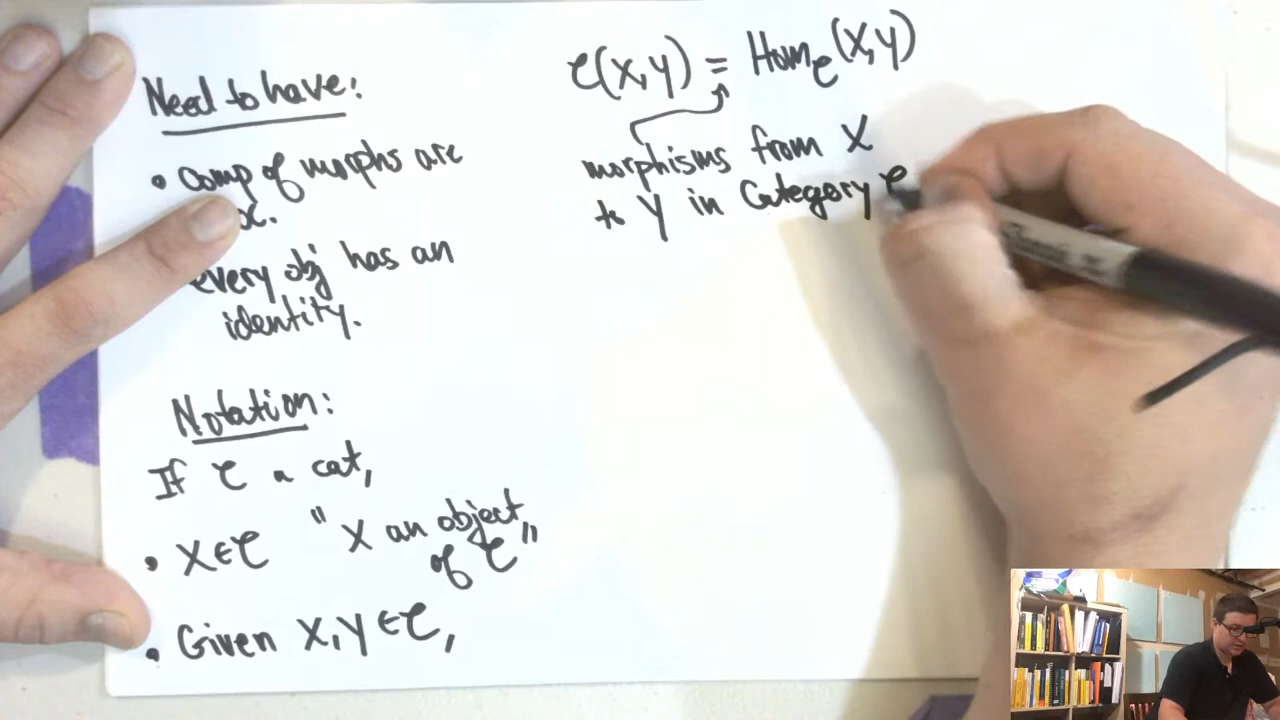 Need to have:
• comp of morphs are
every obj has an
identity.
Notation:
If C a cat,
• X∈C " X an object
of C "
• Given X, Y ∈ C,
C(X,Y) = Hom_C(X,Y)
morphisms from X
to Y in Category C